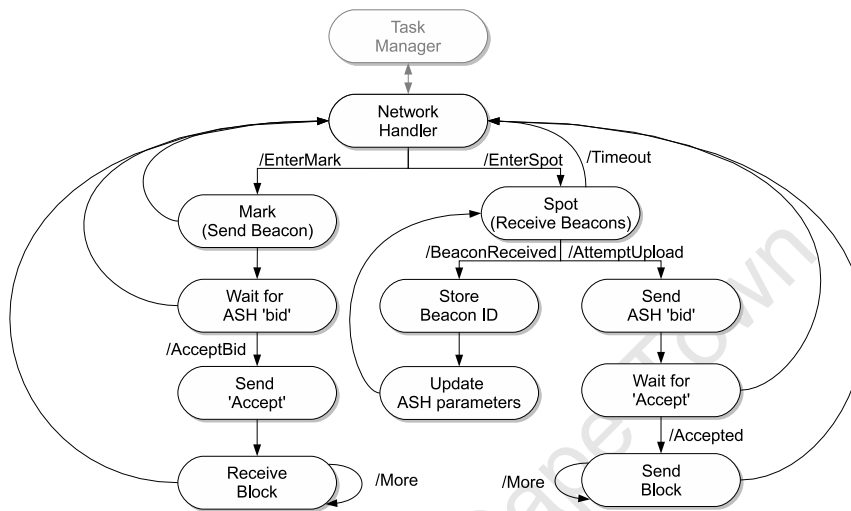 Task
Manager
Network
Handler
/EnterMark
/EnterSpot
/Timeout
Mark
(Send Beacon)
Spot
(Receive Beacons)
/BeaconReceived
/AttemptUpload
Wait for
ASH 'bid'
Store
Beacon ID
Send
ASH 'bid'
/AcceptBid
Send
'Accept'
Update
ASH parameters
Wait for
'Accept'
/Accepted
Receive
Block
/More
/More
Send
Block
Cape Town